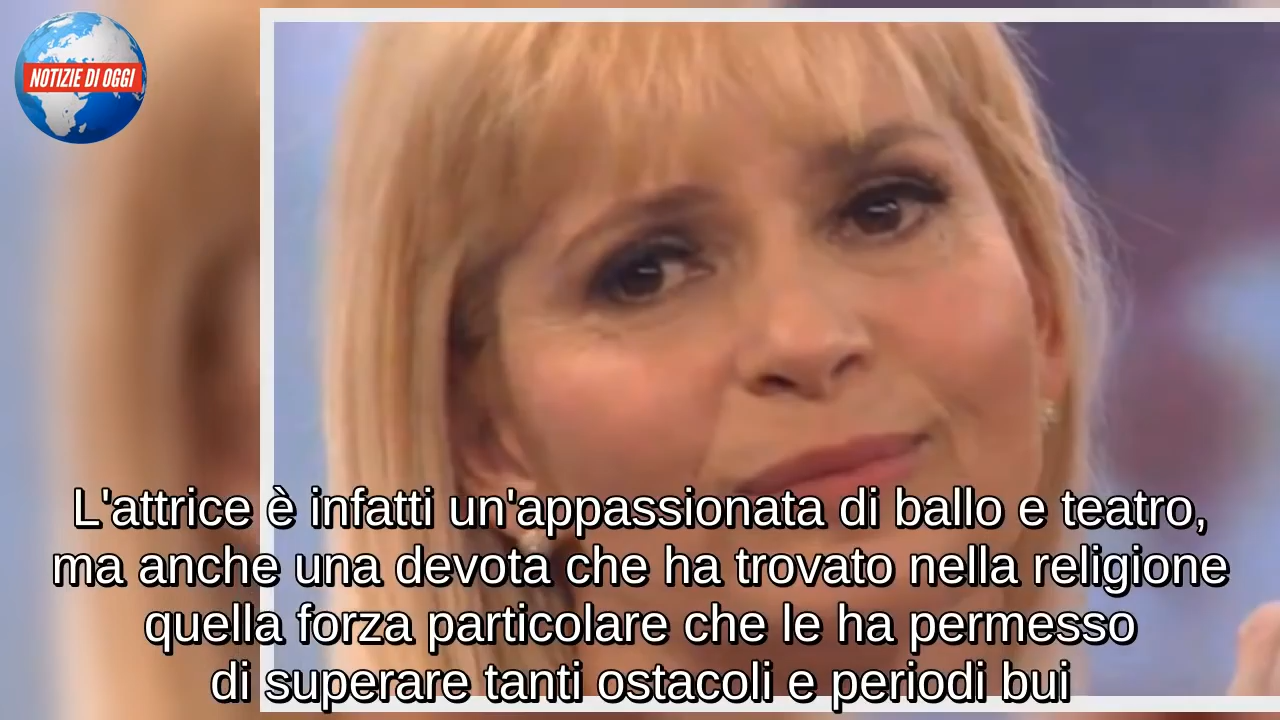 NOTIZIE DI OGGI
L'attrice è infatti un'appassionata di ballo e teatro,
ma anche una devota che ha trovato nella religione
quella forza particolare che le ha permesso
di superare tanti ostacoli e periodi bui